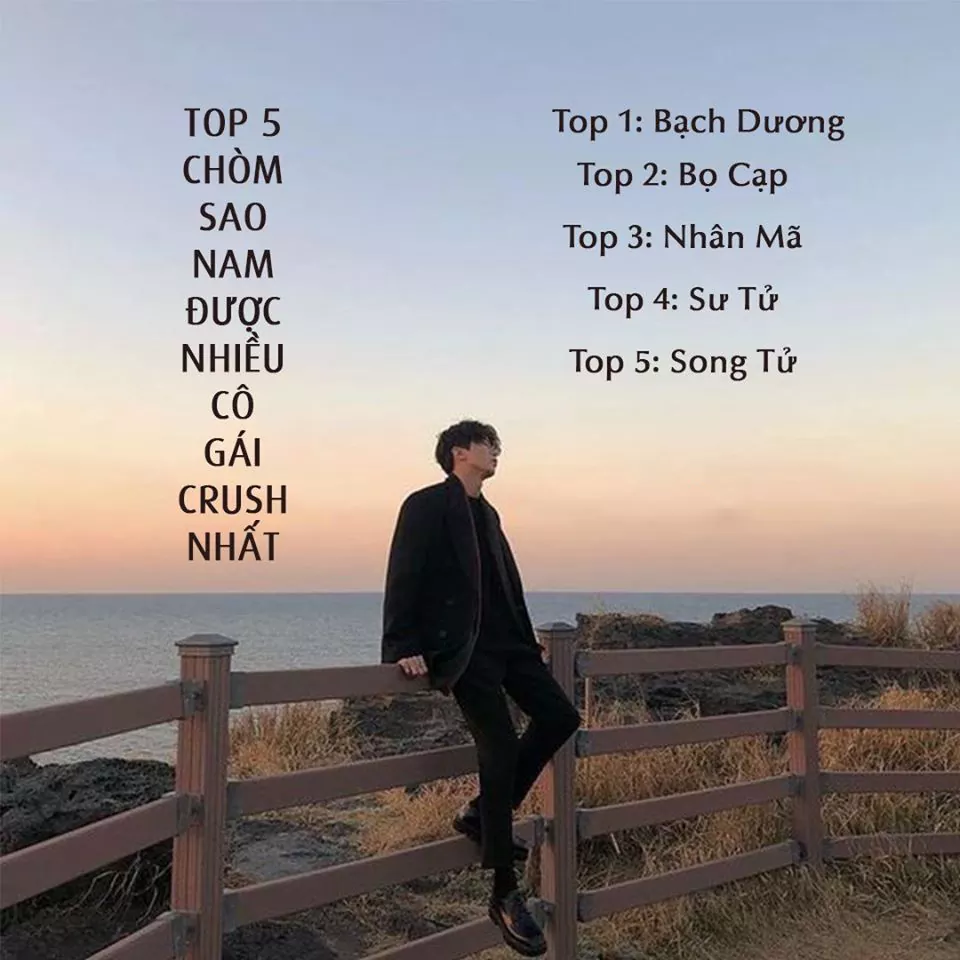 TOP 5
CHÒM
SAO
NAM
ĐƯỢC
NHIỀU
CÔ
GÁI
CRUSH
NHẤT
Top 1: Bạch Dương
Top 2: Bọ Cạp
Top 3: Nhân Mã
Top 4: Sư Tử
Top 5: Song Tử